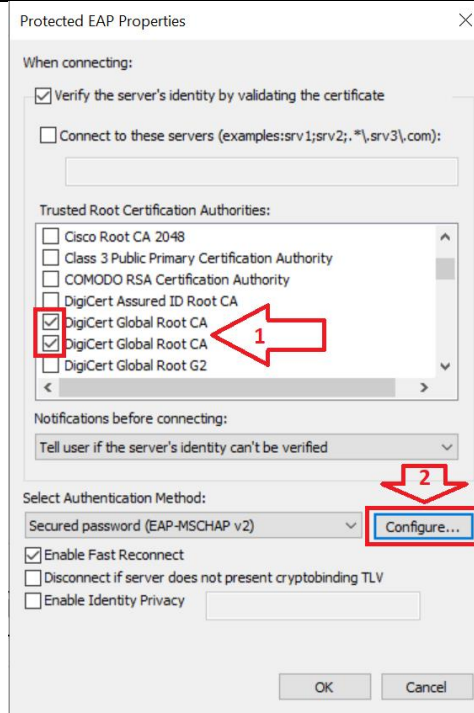 Protected EAP Properties
When connecting:
Verify the server's identity by validating the certificate
Connect to these servers (examples:srv1;srv2;.*\.srv3\.com):
Trusted Root Certification Authorities:
Cisco Root CA 2048
Class 3 Public Primary Certification Authority
COMODO RSA Certification Authority
DigiCert Assured ID Root CA
DigiCert Global Root CA
1
DigiCert Global Root CA
DigiCert Global Root G2
Notifications before connecting:
Tell user if the server's identity can't be verified
2
Select Authentication Method:
Secured password (EAP-MSCHAP v2)
Configure...
Enable Fast Reconnect
Disconnect if server does not present cryptobinding TLV
Enable Identity Privacy
OK
Cancel